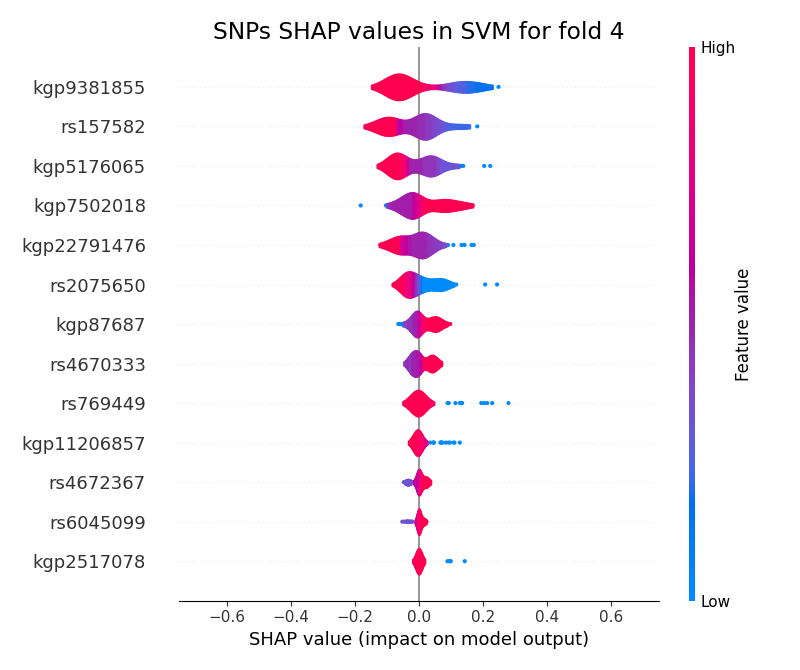 SNPs SHAP values in SVM for fold 4
High
kgp9381855
rs157582
kgp5176065
kgp7502018
kgp22791476
rs2075650
kgp87687
rs4670333
rs769449
kgp11206857
rs4672367
rs6045099
kgp2517078
Feature value
Low
−0.6 −0.4 −0.2 0.0 0.2 0.4 0.6
SHAP value (impact on model output)